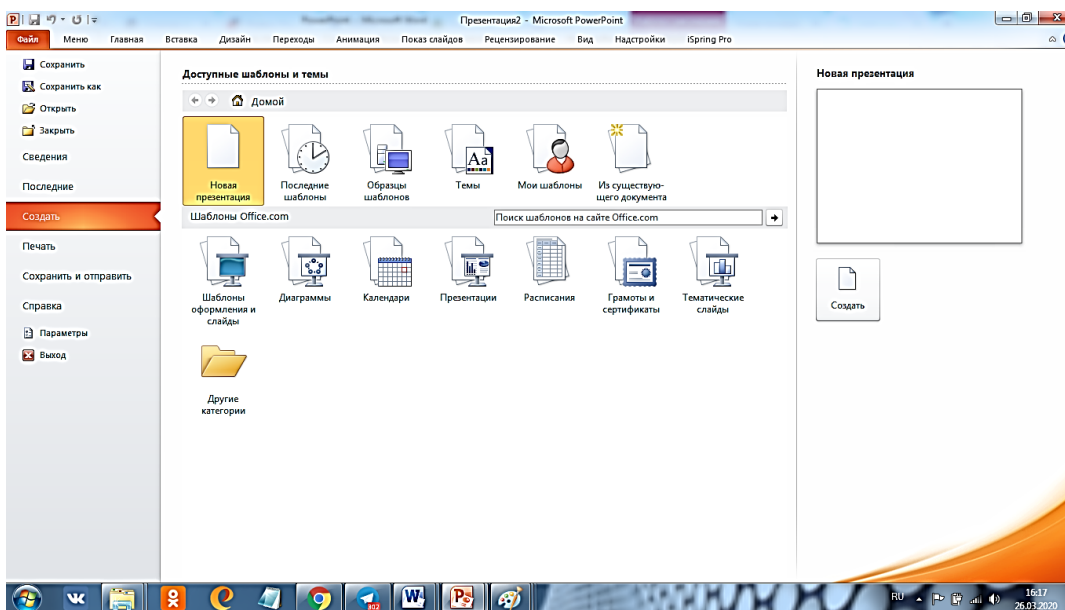 Презентация2 - Microsoft PowerPoint
Файл Меню Главная Вставка Дизайн Переходы Анимация Показ слайдов Рецензирование Вид Надстройки iSpring Pro
Сохранить
Сохранить как
Открыть
Закрыть
Сведения
Последние
Создать
Печать
Сохранить и отправить
Справка
Параметры
Выход
Доступные шаблоны и темы
Домой
Новая
презентация
Последние
шаблоны
Образцы
шаблонов
Темы
Мои шаблоны
Из существую-
щего документа
Шаблоны Office.com
Поиск шаблонов на сайте Office.com
Шаблоны
оформления и
слайды
Диаграммы
Календари
Презентации
Расписания
Грамоты и
сертификаты
Тематические
слайды
Другие
категории
Новая презентация
Создать
302
RU
16:17
26.03.2020